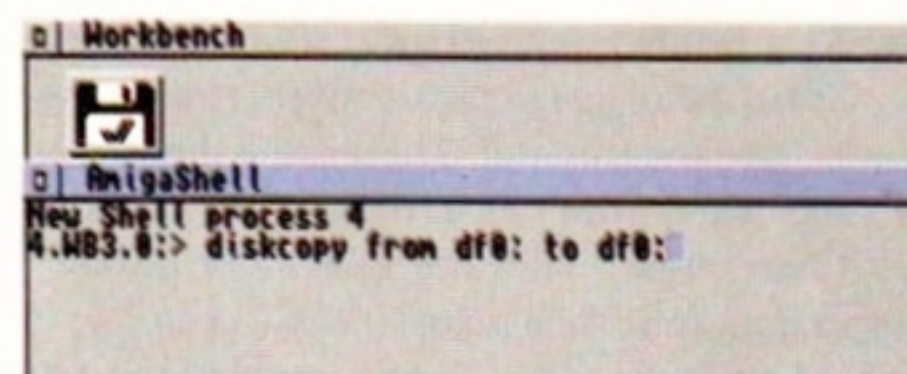 Workbench
AmigaShell
New Shell process 4
4.WB3.0:> diskcopy from df0: to df0: